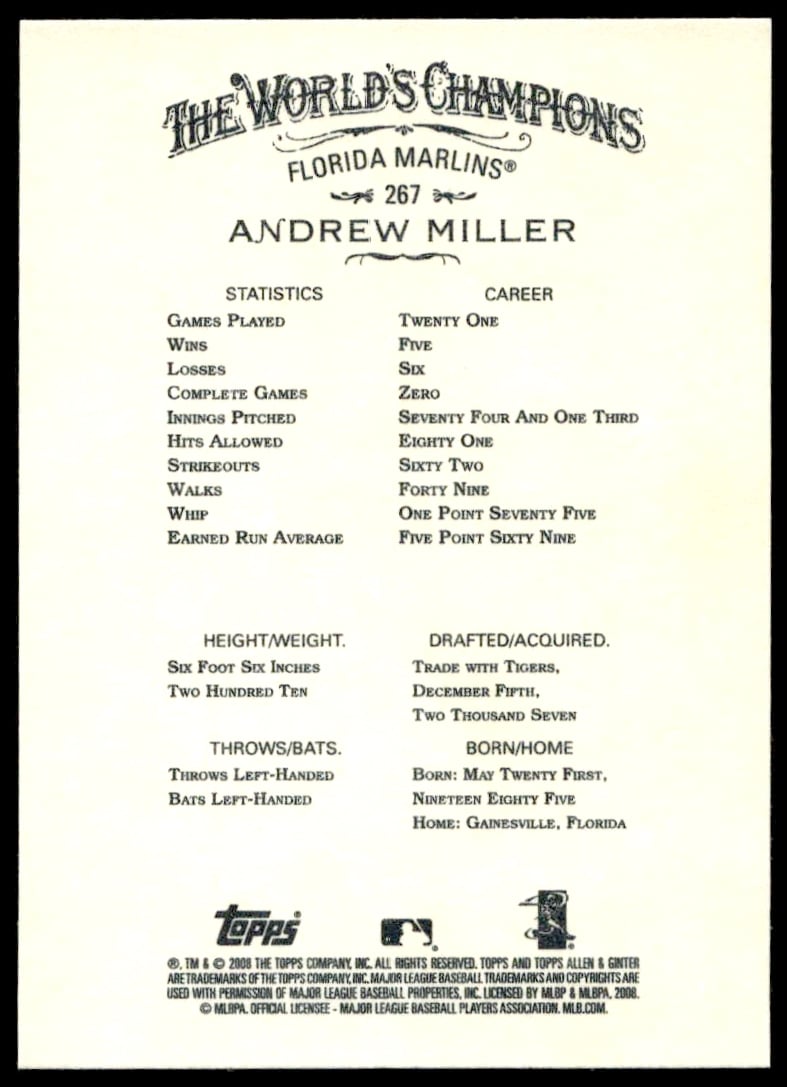 THE WORLD'S CHAMPIONS
FLORIDA MARLINS®
267
ANDREW MILLER
STATISTICS CAREER
GAMES PLAYED TWENTY ONE
WINS FIVE
LOSSES SIX
COMPLETE GAMES ZERO
INNINGS PITCHED SEVENTY FOUR AND ONE THIRD
HITS ALLOWED EIGHTY ONE
STRIKEOUTS SIXTY TWO
WALKS FORTY NINE
WHIP ONE POINT SEVENTY FIVE
EARNED RUN AVERAGE FIVE POINT SIXTY NINE
HEIGHT/WEIGHT.
SIX FOOT SIX INCHES
TWO HUNDRED TEN
DRAFTED/ACQUIRED.
TRADE WITH TIGERS,
DECEMBER FIFTH,
TWO THOUSAND SEVEN
THROWS/BATS.
THROWS LEFT-HANDED
BATS LEFT-HANDED
BORN/HOME
BORN: MAY TWENTY FIRST,
NINETEEN EIGHTY FIVE
HOME: GAINESVILLE, FLORIDA
Topps®
®, TM & © 2008 THE TOPPS COMPANY, INC. ALL RIGHTS RESERVED. TOPPS AND TOPPS ALLEN & GINTER
ARE TRADEMARKS OF THE TOPPS COMPANY, INC. MAJOR LEAGUE BASEBALL TRADEMARKS AND COPYRIGHTS ARE
USED WITH PERMISSION OF MAJOR LEAGUE BASEBALL PROPERTIES, INC. LICENSED BY MLBP & MLBPA, 2008.
© MLBPA. OFFICIAL LICENSEE - MAJOR LEAGUE BASEBALL PLAYERS ASSOCIATION. MLB.COM.